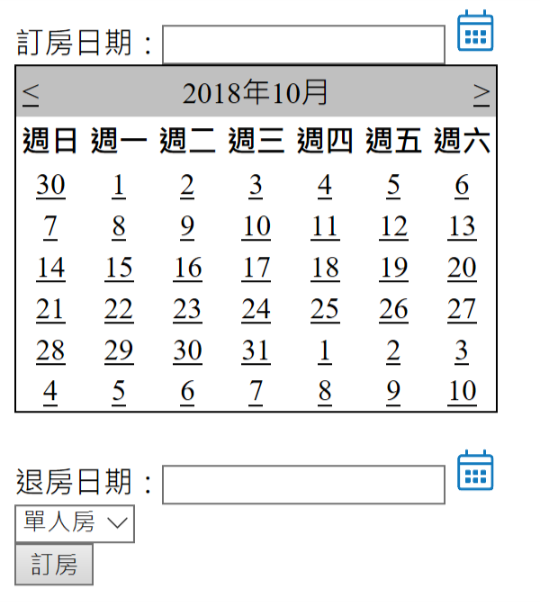 訂房日期：
< 2018年10月 >
週日 週一 週二 週三 週四 週五 週六
30 1 2 3 4 5 6
7 8 9 10 11 12 13
14 15 16 17 18 19 20
21 22 23 24 25 26 27
28 29 30 31 1 2 3
4 5 6 7 8 9 10
退房日期：
單人房
訂房